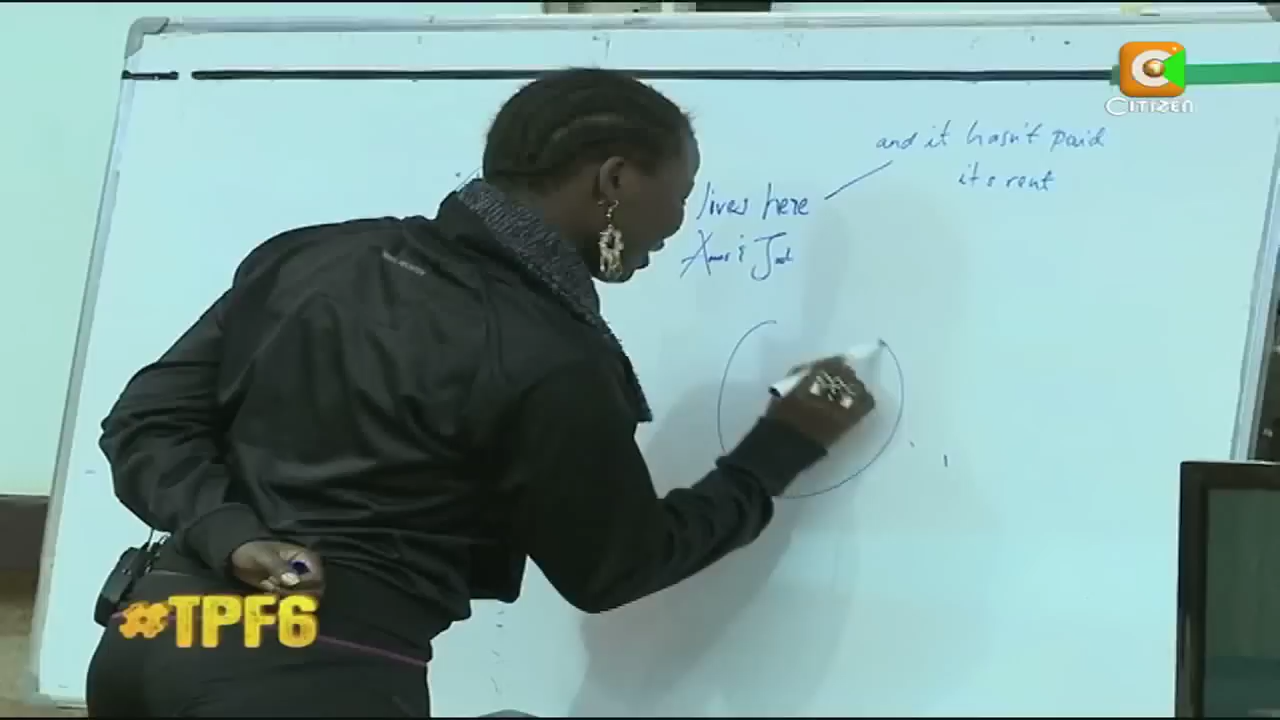 CITIZEN
and it hasn't paid
its rent
lives here
&
#TPF6